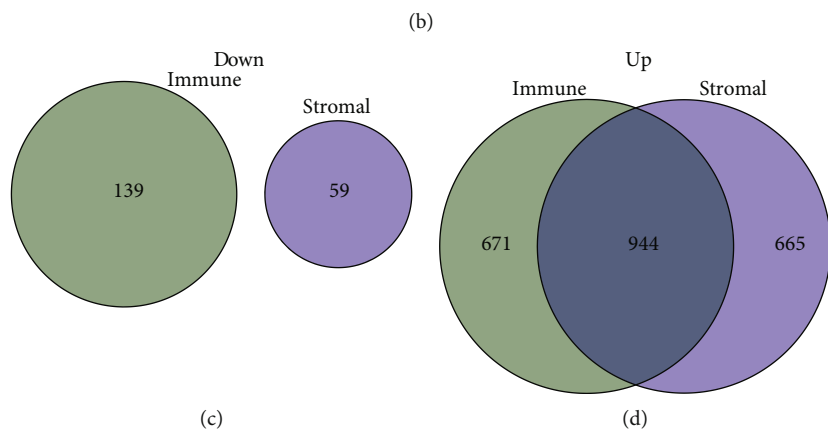 (b)
Down
Immune
Stromal
139
59
(c)
Up
Immune
Stromal
671
944
665
(d)